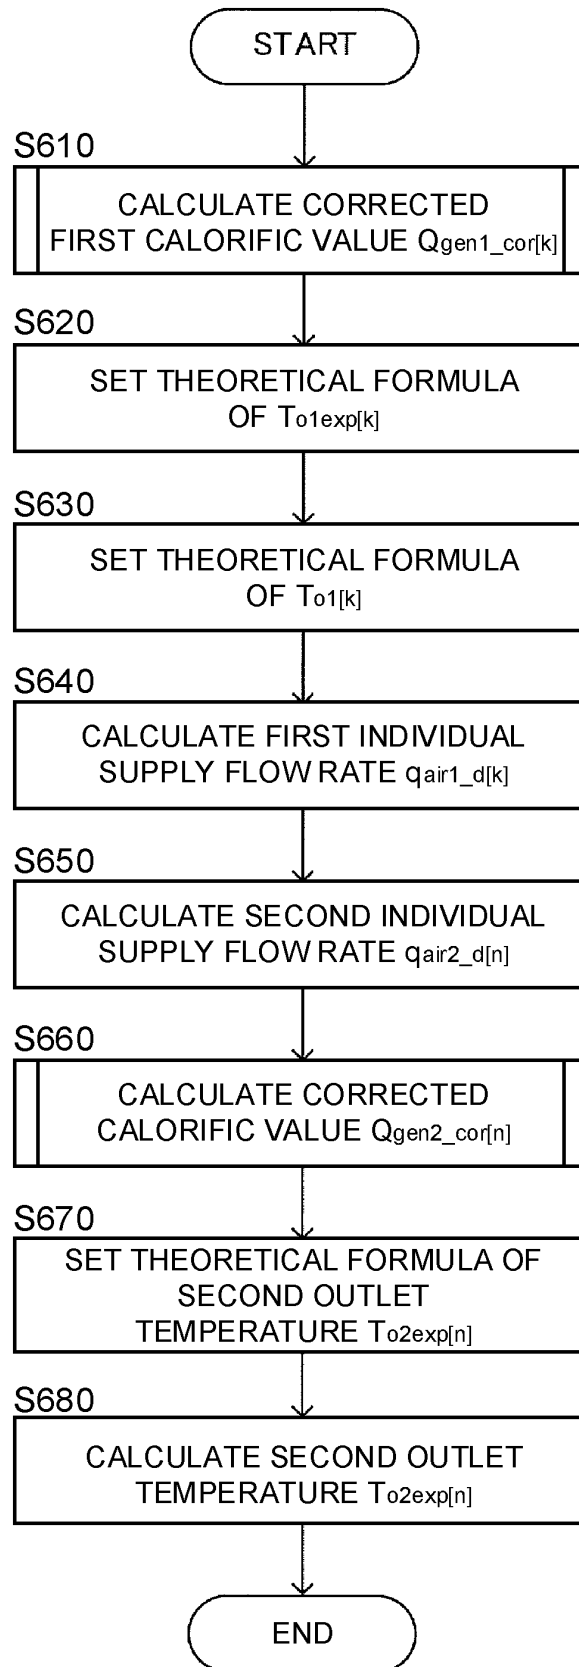 START
S610
CALCULATE CORRECTED
FIRST CALORIFIC VALUE Qgen1_cor[k]
S620
SET THEORETICAL FORMULA
OF To1exp[k]
S630
SET THEORETICAL FORMULA
OF To1[k]
S640
CALCULATE FIRST INDIVIDUAL
SUPPLY FLOW RATE qair1_d[k]
S650
CALCULATE SECOND INDIVIDUAL
SUPPLY FLOW RATE qair2_d[n]
S660
CALCULATE CORRECTED
CALORIFIC VALUE Qgen2_cor[n]
S670
SET THEORETICAL FORMULA OF
SECOND OUTLET
TEMPERATURE To2exp[n]
S680
CALCULATE SECOND OUTLET
TEMPERATURE To2exp[n]
END